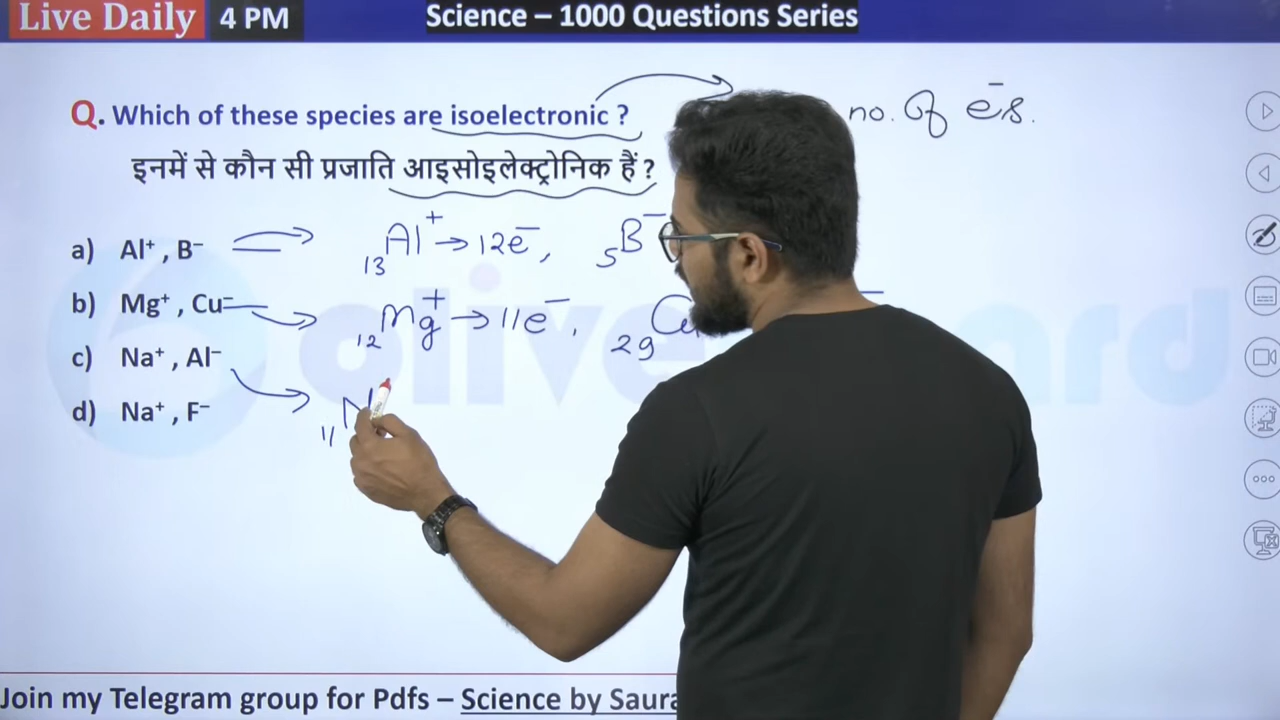 Live Daily 4 PM Science – 1000 Questions Series
Q. Which of these species are isoelectronic ?
no. of e⁻s.
इनमें से कौन सी प्रजाति आइसोइलेक्ट्रोनिक हैं ?
a) Al⁺ , B⁻
₁₃Al⁺ → 12e⁻, ₅B⁻
b) Mg⁺ , Cu⁻
₁₂Mg⁺ → 11e⁻, ₂₉
c) Na⁺ , Al⁻
d) Na⁺ , F⁻
₁₁N
Join my Telegram group for Pdfs – Science by